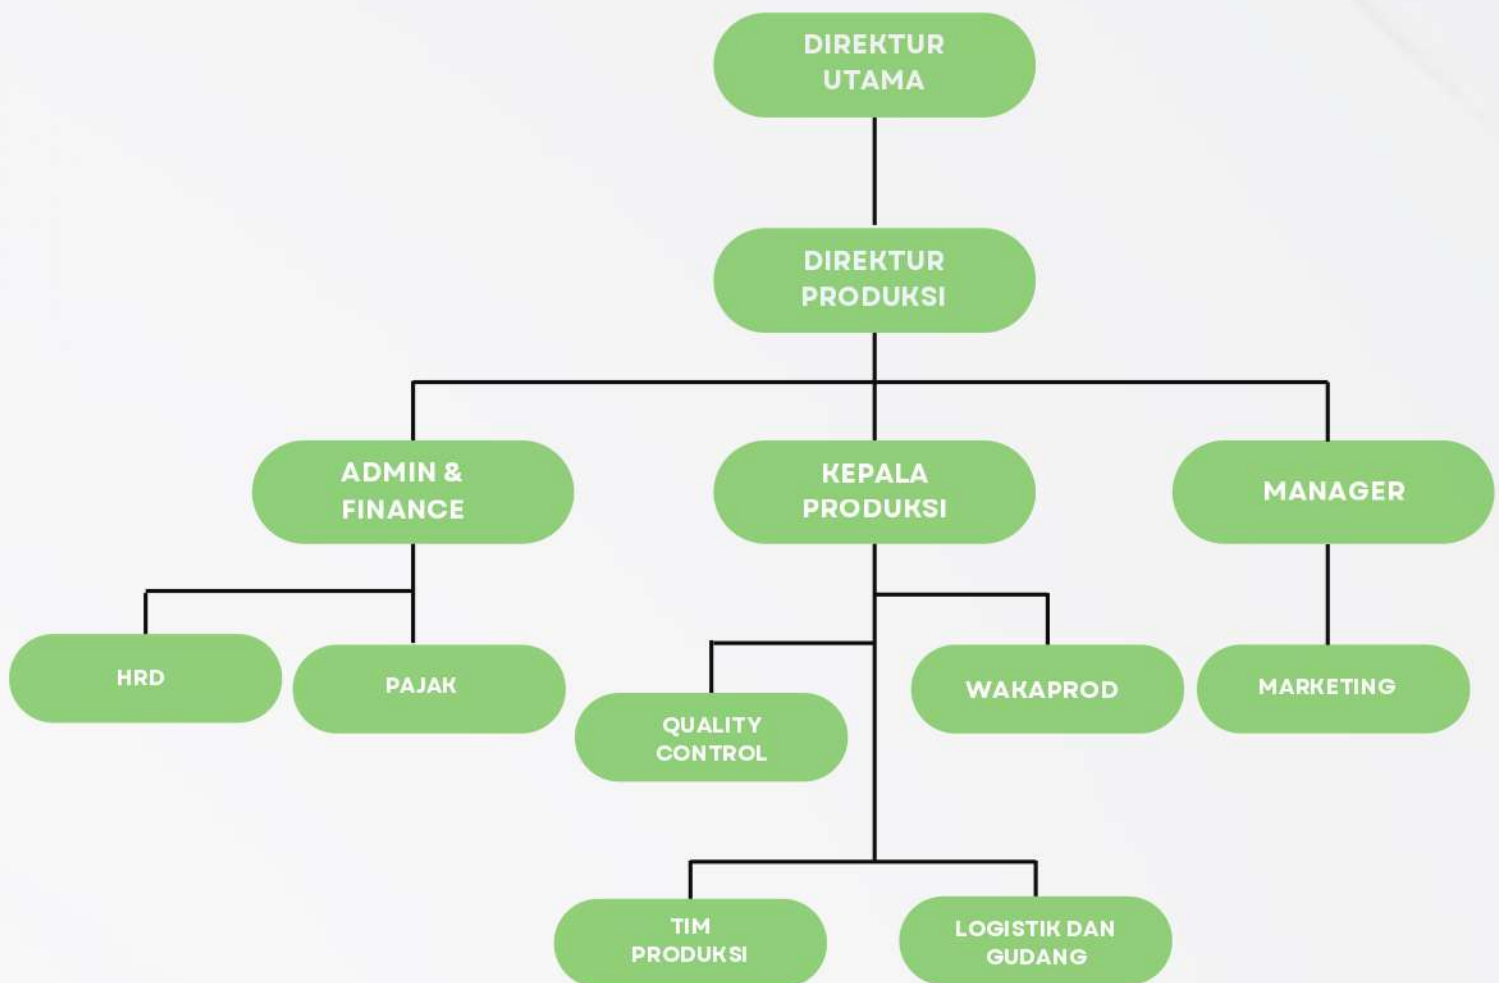 DIREKTUR
UTAMA
DIREKTUR
PRODUKSI
ADMIN &
FINANCE
KEPALA
PRODUKSI
MANAGER
HRD
PAJAK
QUALITY
CONTROL
WAKAPROD
MARKETING
TIM
PRODUKSI
LOGISTIK DAN
GUDANG